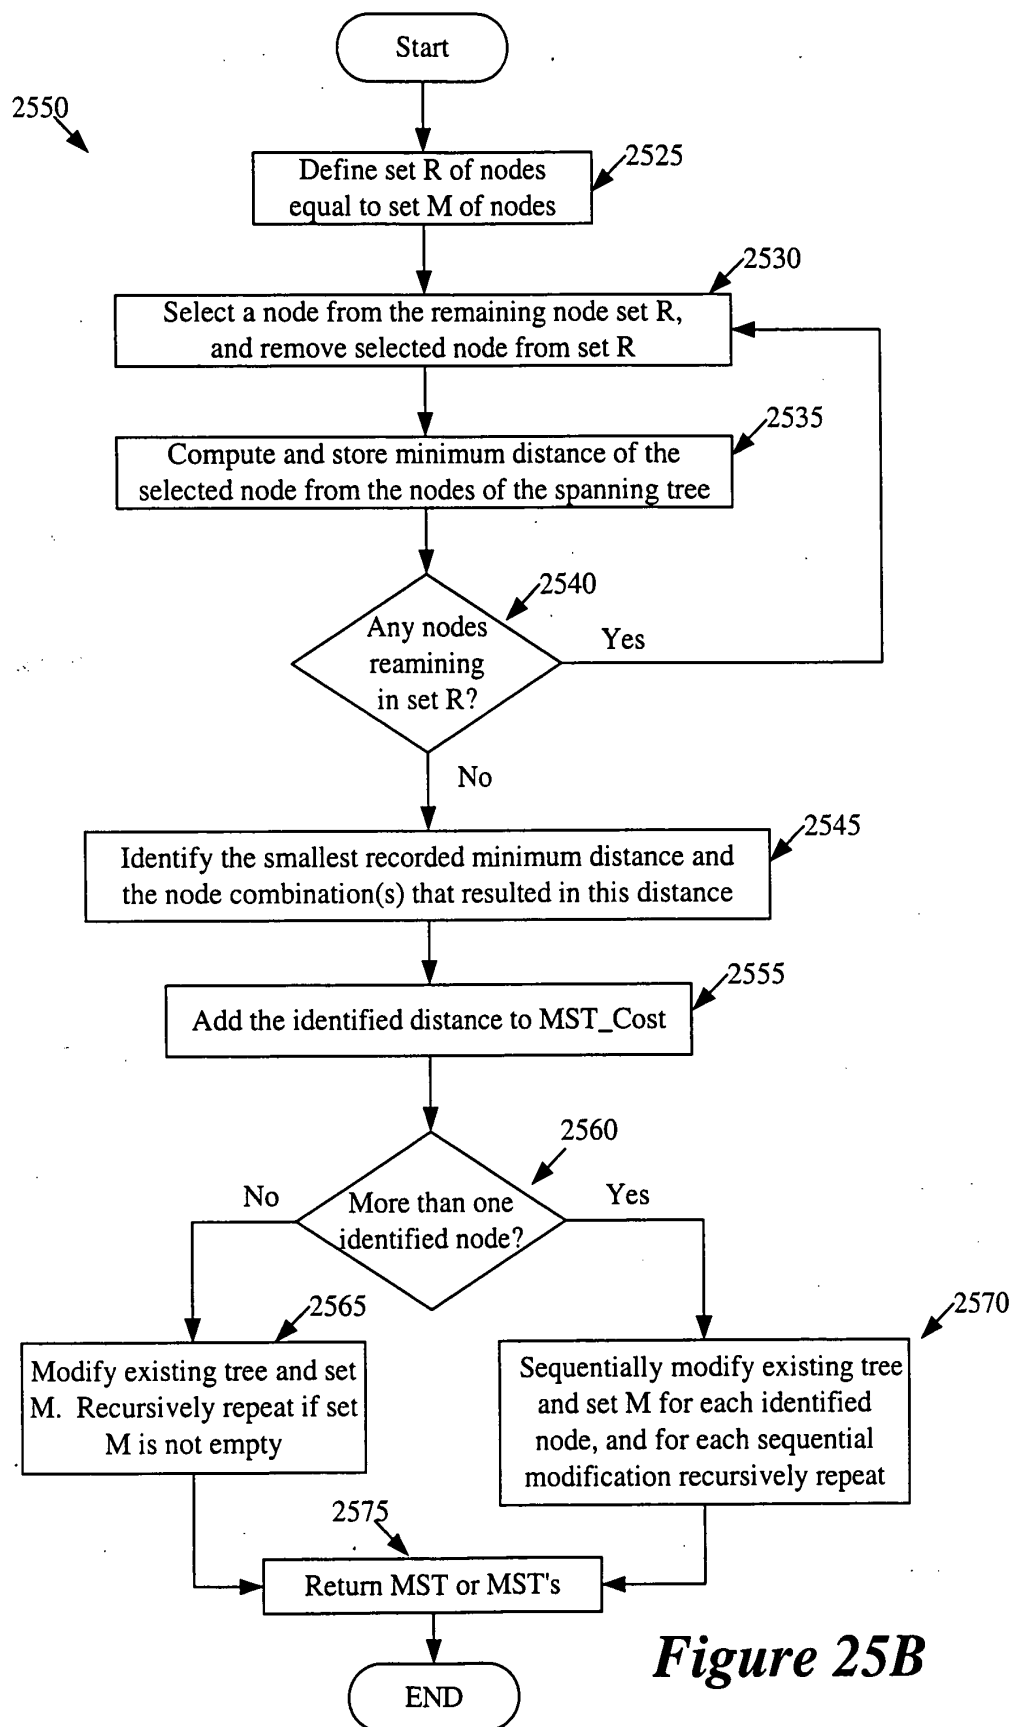 Start
2550
2525
Define set R of nodes
equal to set M of nodes
2530
Select a node from the remaining node set R,
and remove selected node from set R
2535
Compute and store minimum distance of the
selected node from the nodes of the spanning tree
2540
Any nodes
reamining
in set R?
Yes
No
2545
Identify the smallest recorded minimum distance and
the node combination(s) that resulted in this distance
2555
Add the identified distance to MST_Cost
2560
More than one
identified node?
No
Yes
2565
Modify existing tree and set
M. Recursively repeat if set
M is not empty
2570
Sequentially modify existing tree
and set M for each identified
node, and for each sequential
modification recursively repeat
2575
Return MST or MST's
END
Figure 25B